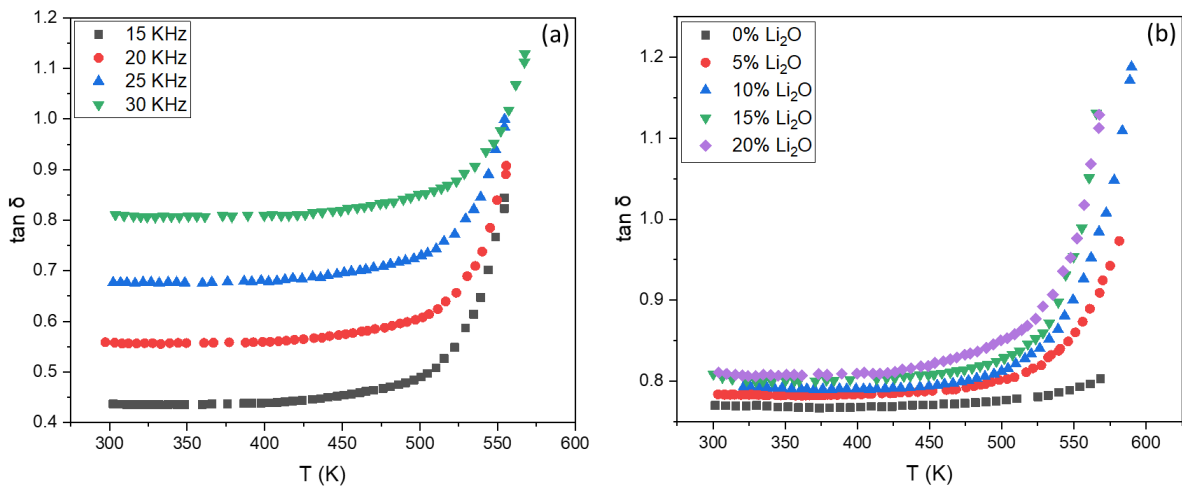 (a)
15 KHz
20 KHz
25 KHz
30 KHz
1.2
1.1
1.0
0.9
0.8
0.7
0.6
0.5
0.4
tan δ
300 350 400 450 500 550 600
T (K)
(b)
0% Li₂O
5% Li₂O
10% Li₂O
15% Li₂O
20% Li₂O
1.2
1.1
1.0
0.9
0.8
tan δ
300 350 400 450 500 550 600
T (K)